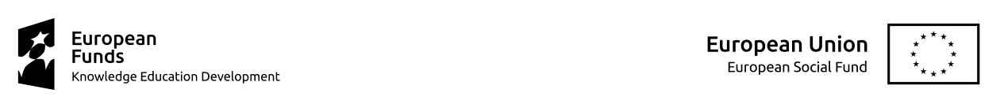 European
Funds
Knowledge Education Development
European Union
European Social Fund